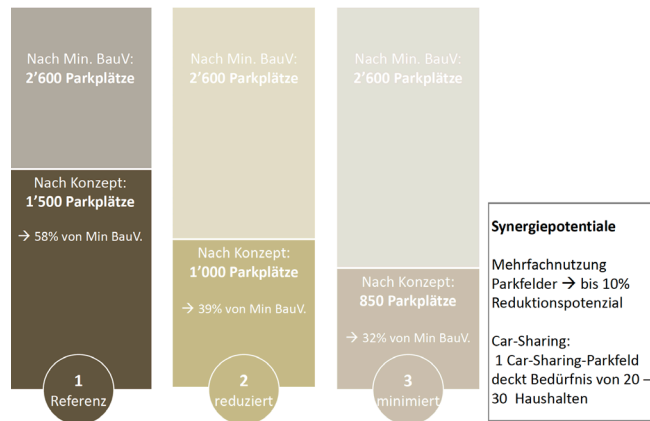 Nach Min. BauV:
2'600 Parkplätze
Nach Konzept:
1'500 Parkplätze
→ 58% von Min BauV.
1
Referenz
Nach Min. BauV:
2'600 Parkplätze
Nach Konzept:
1'000 Parkplätze
→ 39% von Min BauV.
2
reduziert
Nach Min. BauV:
2'600 Parkplätze
Nach Konzept:
850 Parkplätze
→ 32% von Min BauV.
3
minimiert
Synergiepotentiale
Mehrfachnutzung
Parkfelder → bis 10%
Reduktionspotenzial
Car-Sharing:
1 Car-Sharing-Parkfeld
deckt Bedürfnis von 20 –
30 Haushalten